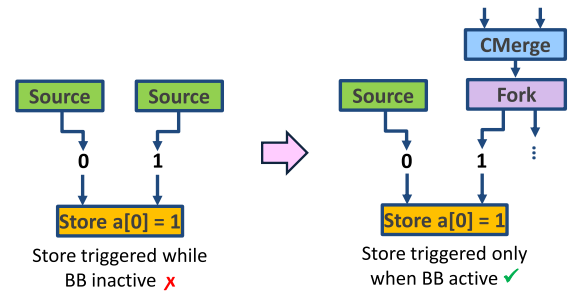 Source
Source
0
1
Store a[0] = 1
Store triggered while
BB inactive ✗
CMerge
Source
Fork
0
1
⋮
Store a[0] = 1
Store triggered only
when BB active ✓